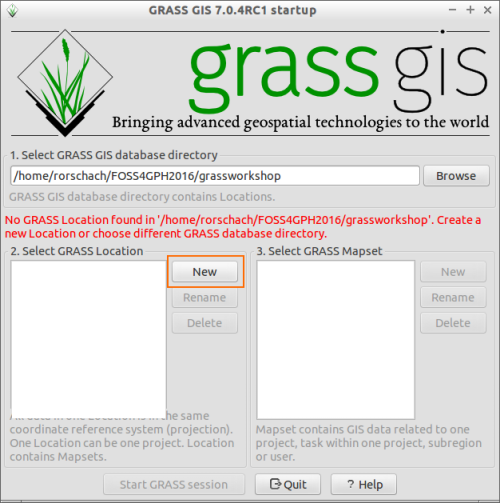 GRASS GIS 7.0.4RC1 startup
grass gis
Bringing advanced geospatial technologies to the world
1. Select GRASS GIS database directory
/home/rorschach/FOSS4GPH2016/grassworkshop
Browse
GRASS GIS database directory contains Locations.
No GRASS Location found in '/home/rorschach/FOSS4GPH2016/grassworkshop'. Create a
new Location or choose different GRASS database directory.
2. Select GRASS Location
New
Rename
Delete
in the same
coordinate reference system (projection).
One Location can be one project. Location
contains Mapsets.
3. Select GRASS Mapset
New
Rename
Delete
Mapset contains GIS data related to one
project, task within one project, subregion
or user.
Start GRASS session
Quit
? Help